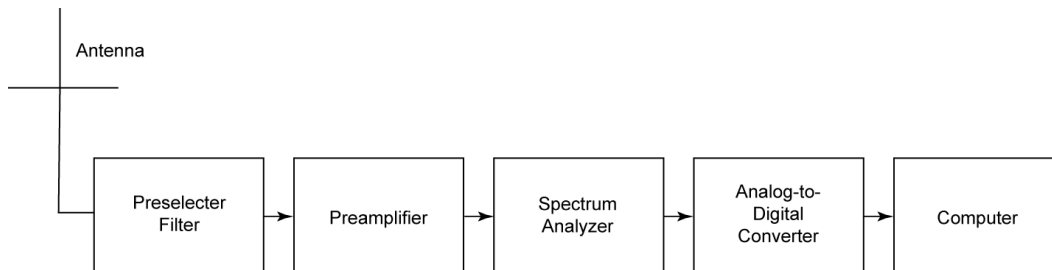 Antenna
Preselecter
Filter
Preamplifier
Spectrum
Analyzer
Analog-to-
Digital
Converter
Computer